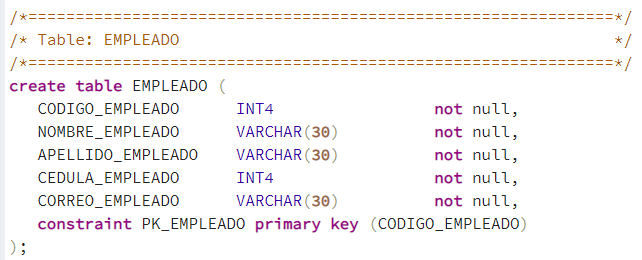 /*==============================================================*/
/* Table: EMPLEADO                                              */
/*==============================================================*/
create table EMPLEADO (
   CODIGO_EMPLEADO      INT4                 not null,
   NOMBRE_EMPLEADO      VARCHAR(30)          not null,
   APELLIDO_EMPLEADO    VARCHAR(30)          not null,
   CEDULA_EMPLEADO      INT4                 not null,
   CORREO_EMPLEADO      VARCHAR(30)          not null,
   constraint PK_EMPLEADO primary key (CODIGO_EMPLEADO)
);